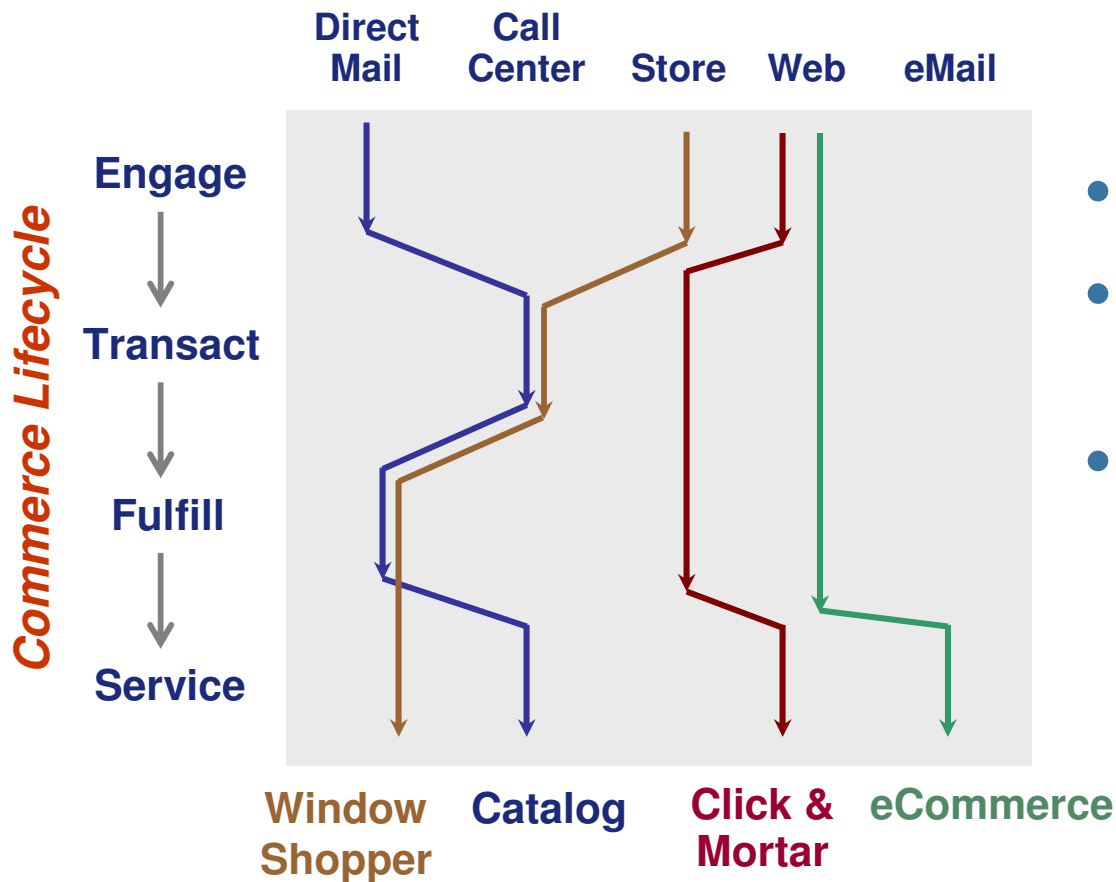 Direct
Mail
Call
Center
Store
Web
eMail
Commerce Lifecycle
Engage
Transact
Fulfill
Service
Window
Shopper
Catalog
Click &
Mortar
eCommerce